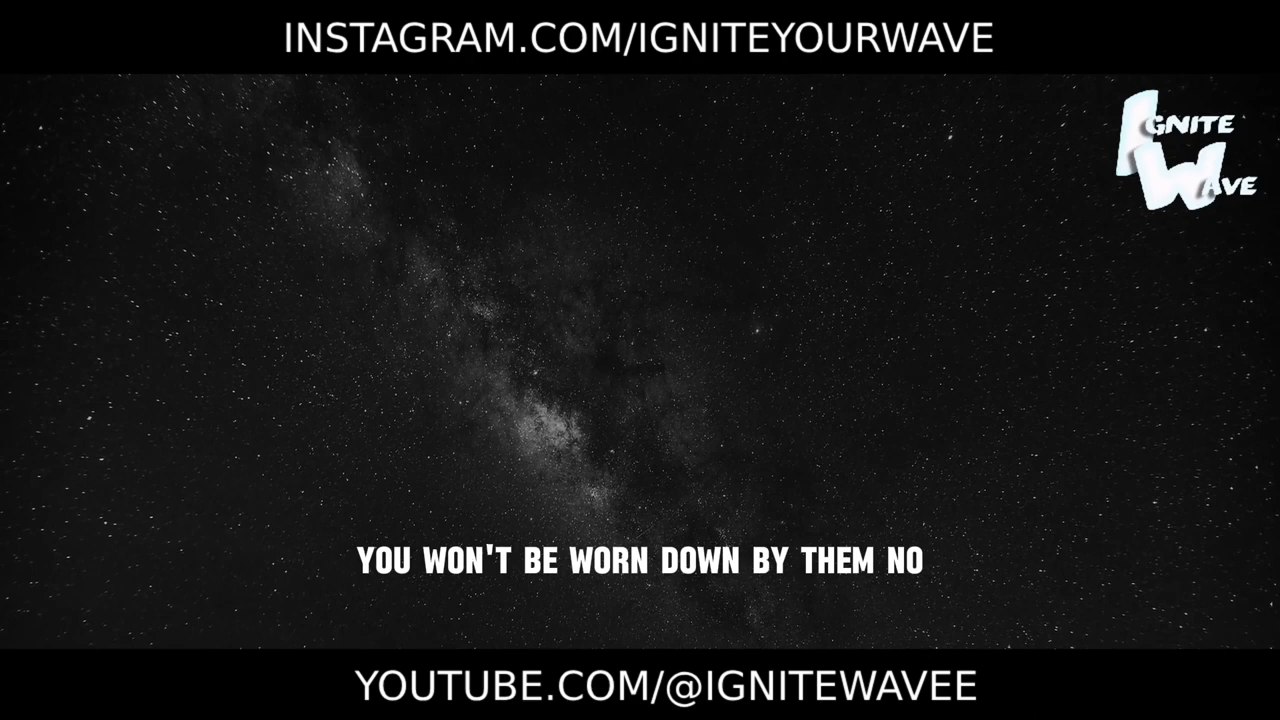 INSTAGRAM.COM/IGNITEYOURWAVE
IGNITE
WAVE
YOU WON'T BE WORN DOWN BY THEM NO
YOUTUBE.COM/@IGNITEWAVEE